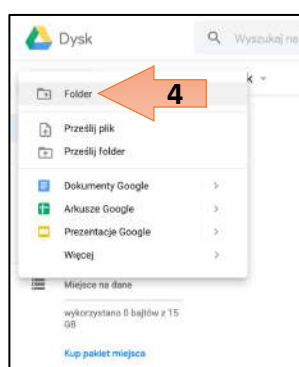 Dysk
Wyszukaj na
k
Folder
4
Prześlij plik
Prześlij folder
Dokumenty Google
Arkusze Google
Prezentacje Google
Więcej
Miejsce na dane
wykorzystano 0 bajtów z 15
GB
Kup pakiet miejsca